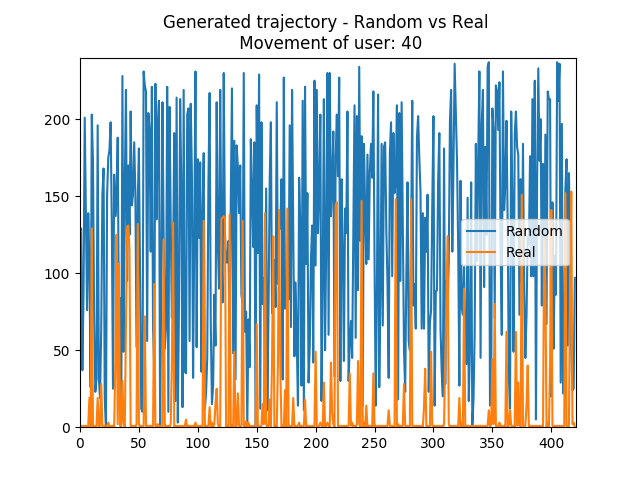 Generated trajectory - Random vs Real
Movement of user: 40
200
150
100
50
0
Random
Real
0 50 100 150 200 250 300 350 400